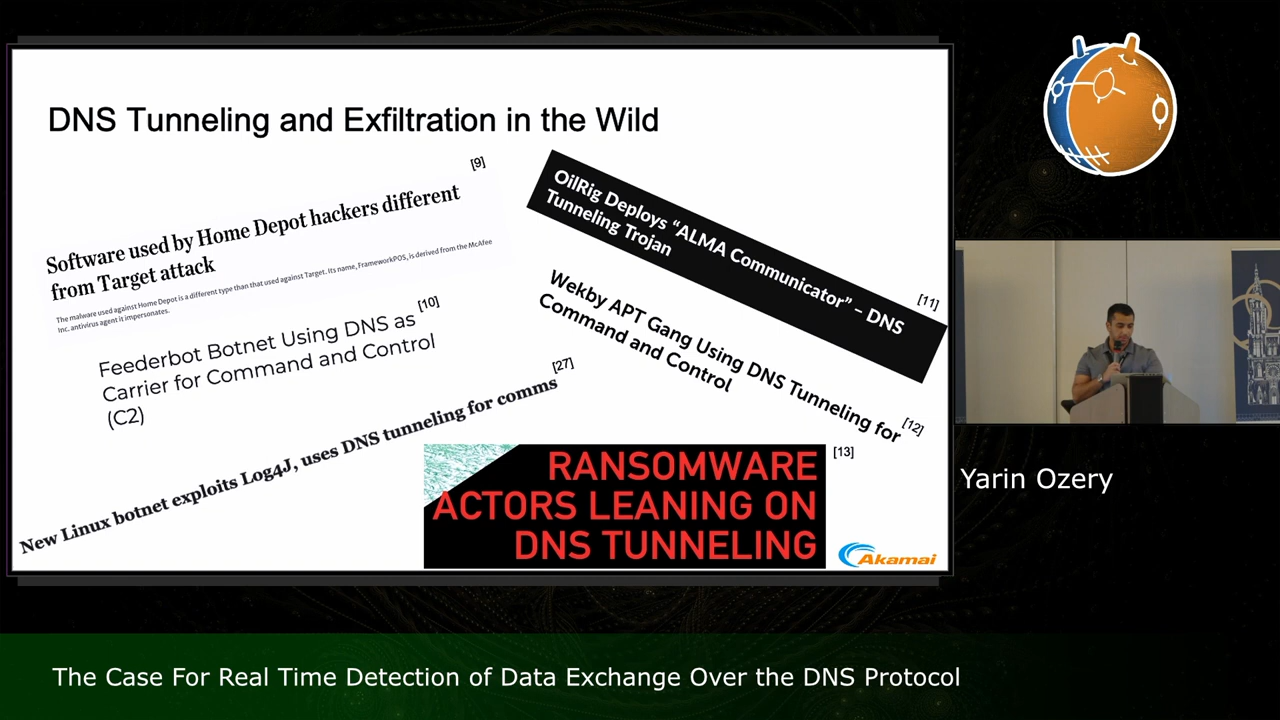 DNS Tunneling and Exfiltration in the Wild
[9]
Software used by Home Depot hackers different
from Target attack
The malware used against Home Depot is a different type than that used against Target. Its name, FrameworkPOS, is derived from the McAfee
Inc. antivirus agent it impersonates.
[10]
Feederbot Botnet Using DNS as
Carrier for Command and Control
(C2)
[27]
New Linux botnet exploits Log4J, uses DNS tunneling for comms
OilRig Deploys “ALMA Communicator” – DNS
Tunneling Trojan
[11]
Wekby APT Gang Using DNS Tunneling for
Command and Control
[12]
RANSOMWARE
ACTORS LEANING ON
DNS TUNNELING
[13]
Akamai
Yarin Ozery
The Case For Real Time Detection of Data Exchange Over the DNS Protocol